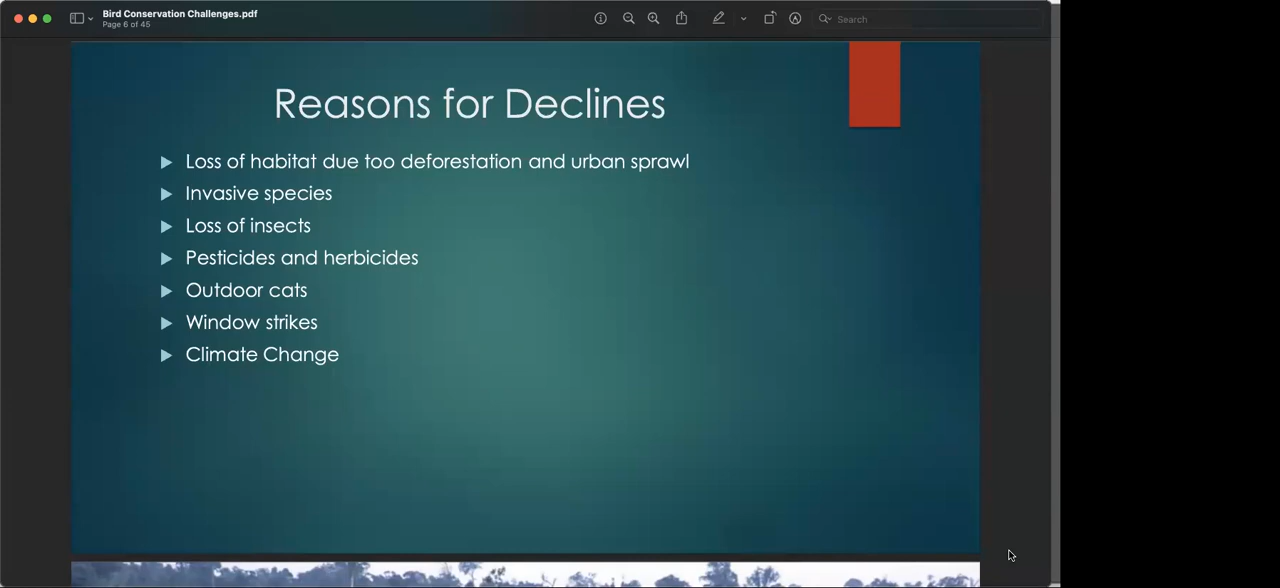 Bird Conservation Challenges.pdf
Page 6 of 45
Search
Reasons for Declines
Loss of habitat due too deforestation and urban sprawl
Invasive species
Loss of insects
Pesticides and herbicides
Outdoor cats
Window strikes
Climate Change